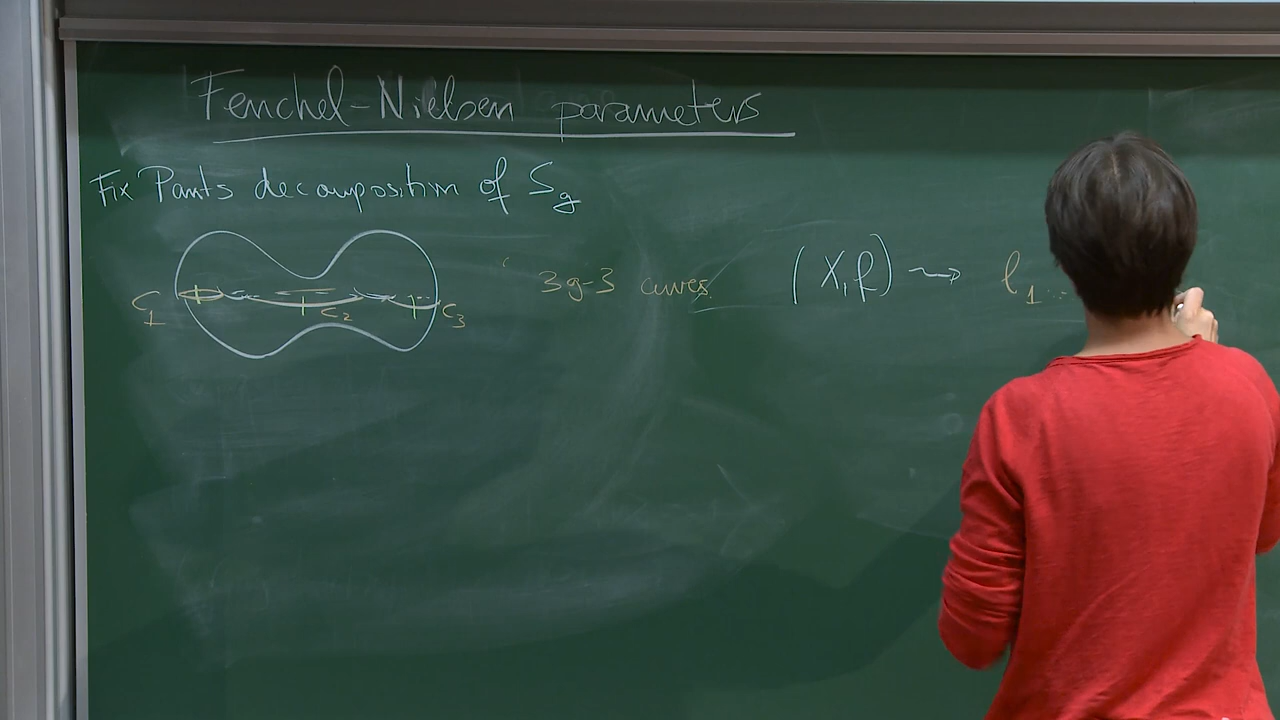 Fenchel-Nielsen parameters
Fix Pants decomposition of S_g
C_1 C_2 C_3
3g-3 curves. (X, f) ⇝ l_1...